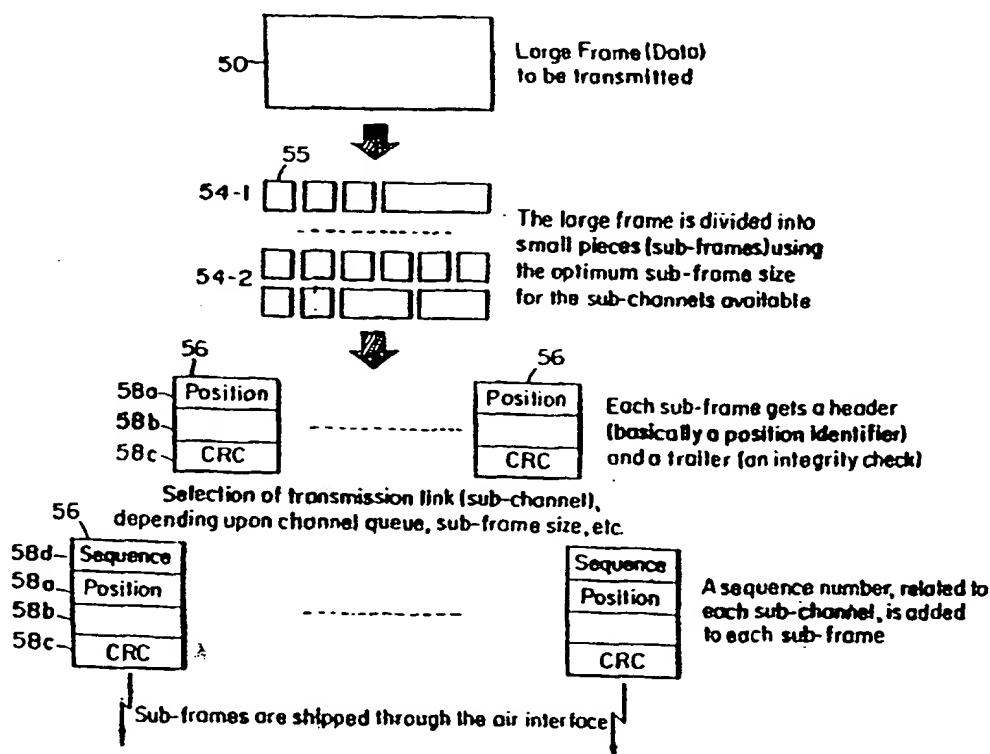 50
Large Frame (Data)
to be transmitted
55
54-1
54-2
The large frame is divided into
small pieces (sub-frames) using
the optimum sub-frame size
for the sub-channels available
56
56
58a
Position
Position
58b
58c
CRC
CRC
Each sub-frame gets a header
(basically a position identifier)
and a trailer (an integrity check)
Selection of transmission link (sub-channel),
depending upon channel queue, sub-frame size, etc.
56
58d
Sequence
Sequence
58a
Position
Position
58b
58c
CRC
CRC
A sequence number, related to
each sub-channel, is added
to each sub-frame
Sub-frames are shipped through the air interface